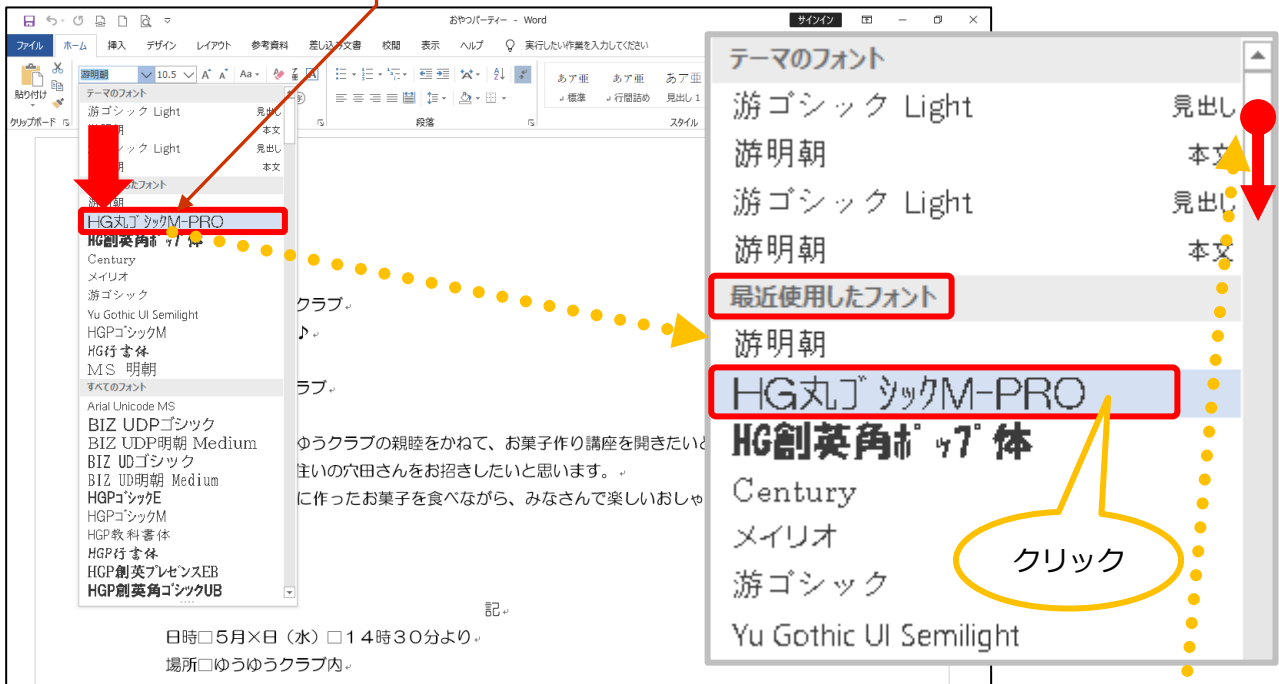 おやつパーティー - Word
サインイン
ファイル ホーム 挿入 デザイン レイアウト 参考資料 差し込み文書 校閲 表示 ヘルプ 実行したい作業を入力してください
游明朝 10.5 A A Aa
あア亜 あア亜 あア亜
貼り付け
標準 行間詰め 見出し 1
クリップボード 段落 スタイル
テーマのフォント
游ゴシック Light 見出し
本文
シック Light 見出し
本文
したフォント
HG丸ゴシックM-PRO
HG創英角ポップ体
Century
メイリオ
游ゴシック
Yu Gothic UI Semilight
HGPゴシックM
HG行書体
MS 明朝
すべてのフォント
Arial Unicode MS
BIZ UDPゴシック
BIZ UDP明朝 Medium
BIZ UDゴシック
BIZ UD明朝 Medium
HGPゴシックE
HGPゴシックM
HGP教科書体
HGP行書体
HGP創英プレゼンスEB
HGP創英角ゴシックUB
クラブ
♪
ラブ
ゆうクラブの親睦をかねて、お菓子作り講座を開きたいと
住いの穴田さんをお招きしたいと思います。
に作ったお菓子を食べながら、みなさんで楽しいおしゃ
記
日時□5月×日（水）□14時30分より
場所□ゆうゆうクラブ内
テーマのフォント
游ゴシック Light 見出し
游明朝 本文
游ゴシック Light 見出し
游明朝 本文
最近使用したフォント
游明朝
HG丸ゴシックM-PRO
HG創英角ポップ体
Century
メイリオ
游ゴシック
Yu Gothic UI Semilight
クリック